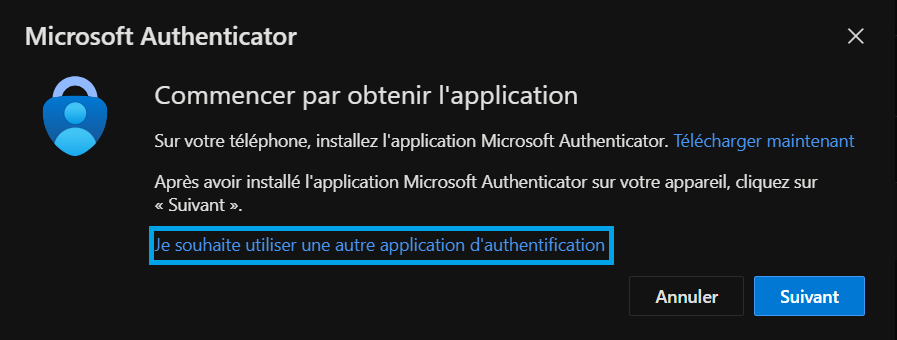 Microsoft Authenticator
Commencer par obtenir l'application
Sur votre téléphone, installez l'application Microsoft Authenticator. Télécharger maintenant
Après avoir installé l'application Microsoft Authenticator sur votre appareil, cliquez sur
« Suivant ».
Je souhaite utiliser une autre application d'authentification
Annuler
Suivant